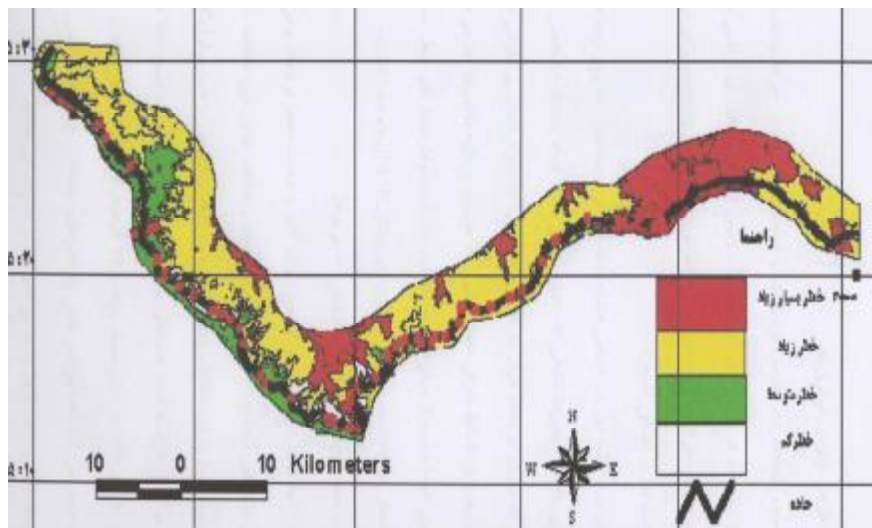 راهنما
خطر بسیار زیاد
خطر زیاد
خطر متوسط
خطر کم
جاده
10 0 10 Kilometers
N
W E
S